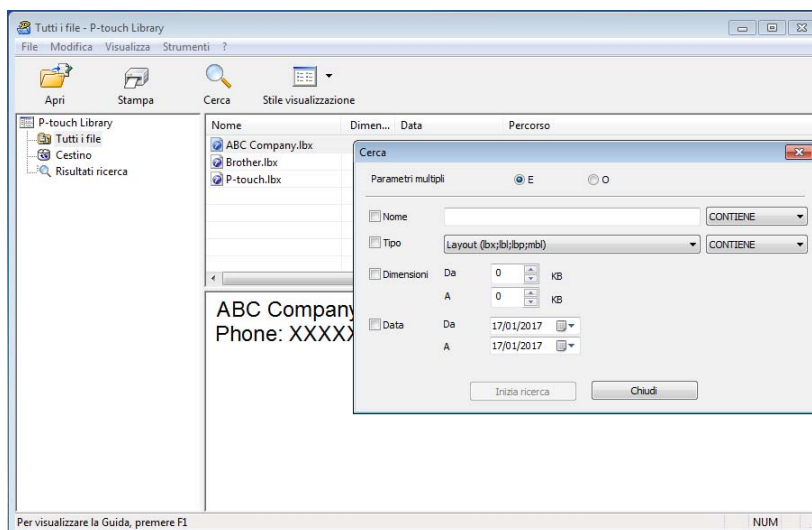 Tutti i file - P-touch Library
File Modifica Visualizza Strumenti ?
Apri Stampa Cerca Stile visualizzazione
P-touch Library
Tutti i file
Cestino
Risultati ricerca
Nome Dimen... Data Percorso
ABC Company.lbx
Brother.lbx
P-touch.lbx
ABC Company
Phone: XXXXX
Cerca
Parametri multipli E O
Nome CONTIENE
Tipo Layout (lbx;lbl;lbp;mbl) CONTIENE
Dimensioni Da 0 KB
A 0 KB
Data Da 17/01/2017
A 17/01/2017
Inizia ricerca Chiudi
Per visualizzare la Guida, premere F1 NUM